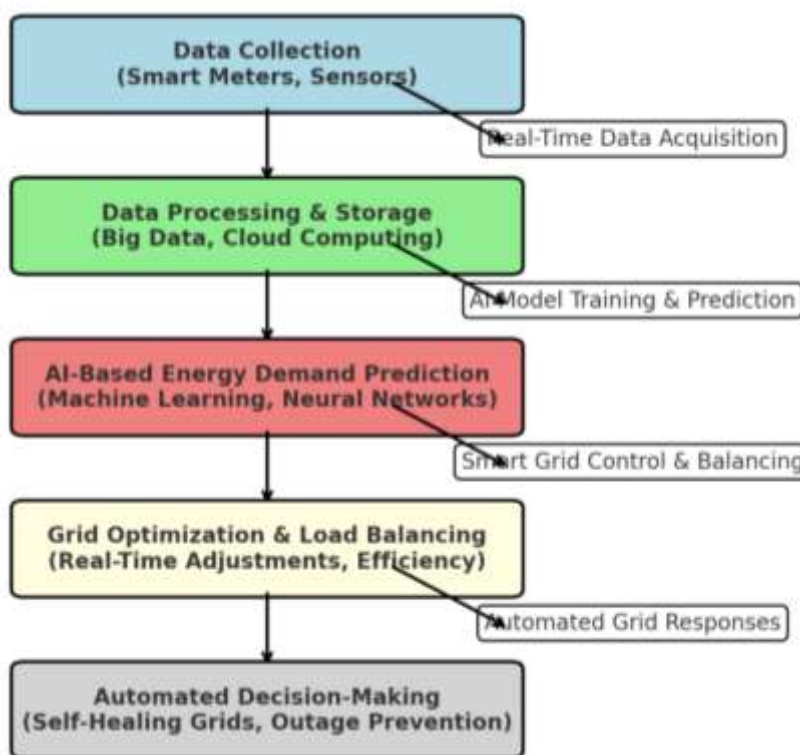 Data Collection
(Smart Meters, Sensors)
Real-Time Data Acquisition
Data Processing & Storage
(Big Data, Cloud Computing)
AI Model Training & Prediction
AI-Based Energy Demand Prediction
(Machine Learning, Neural Networks)
Smart Grid Control & Balancing
Grid Optimization & Load Balancing
(Real-Time Adjustments, Efficiency)
Automated Grid Responses
Automated Decision-Making
(Self-Healing Grids, Outage Prevention)